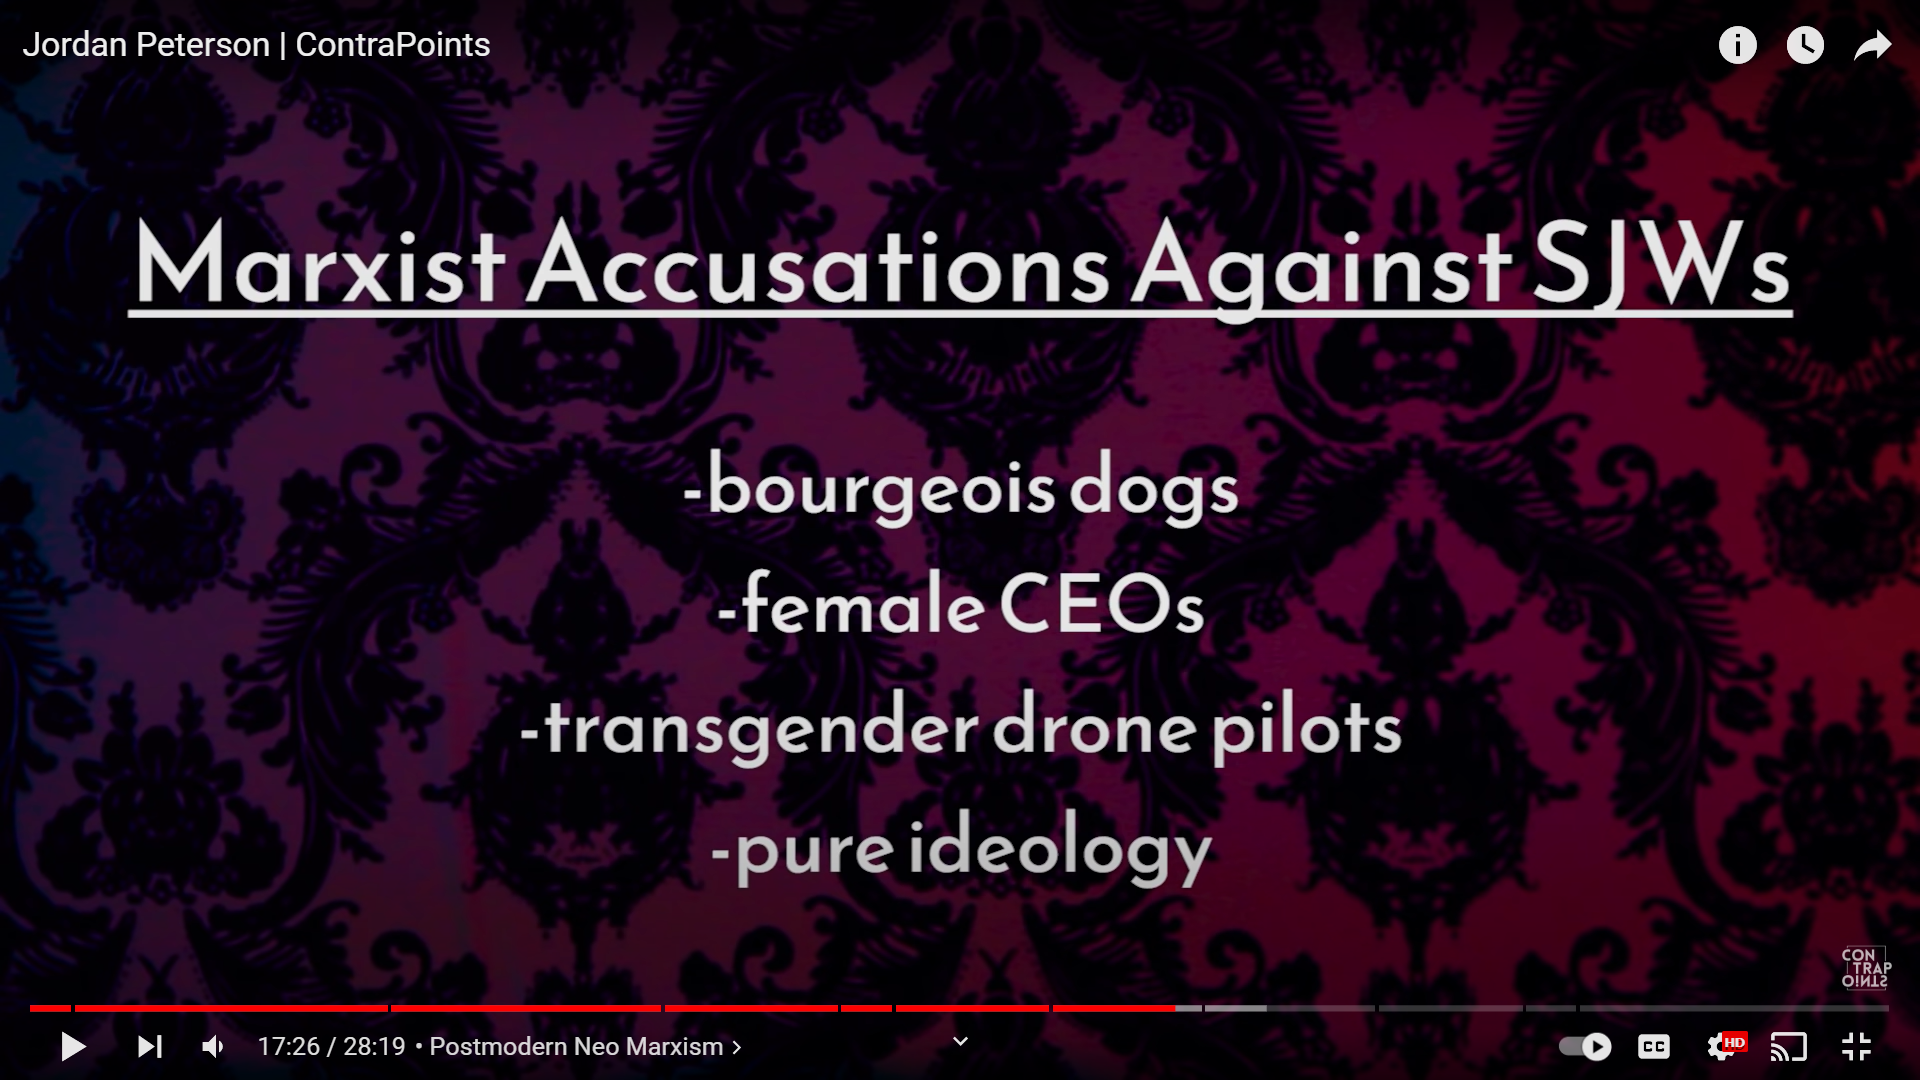 Jordan Peterson | ContraPoints
Marxist Accusations Against SJWs
-bourgeois dogs
-female CEOs
-transgender drone pilots
-pure ideology
CON
TRAP
OINTS
17:26 / 28:19 • Postmodern Neo Marxism
CC
HD